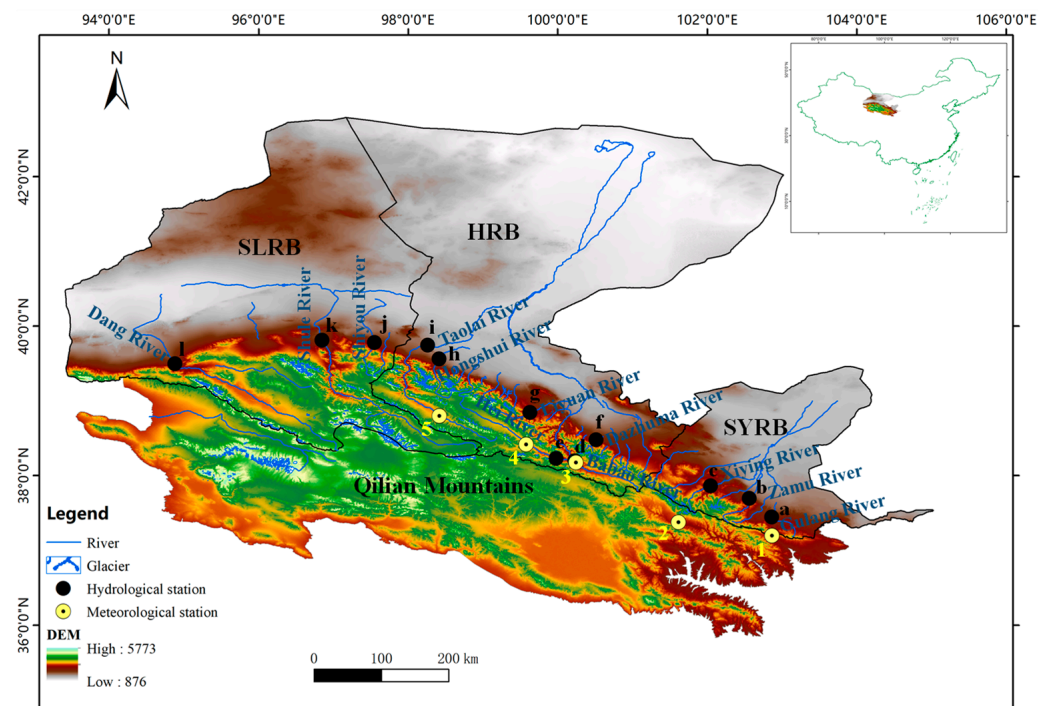 94°0'0"E
96°0'0"E
98°0'0"E
100°0'0"E
102°0'0"E
104°0'0"E
106°0'0"E
N
42°0'0"N
40°0'0"N
38°0'0"N
36°0'0"N
SLRB
HRB
SYRB
Dang River
Shule River
River
Taolai River
River
River
Dazhuma River
Xiying River
Zamu River
River
Qilian Mountains
l
k
j
i
h
g
f
e
d
c
b
a
5
4
3
2
1
Legend
River
Glacier
Hydrological station
Meteorological station
DEM
High : 5773
Low : 876
0 100 200 km